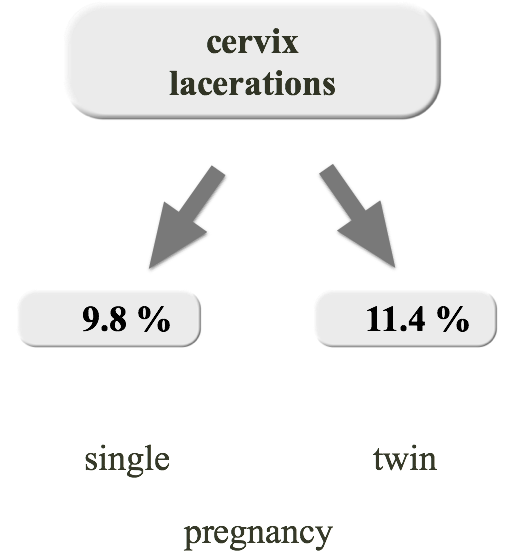 cervix
lacerations
9.8 %
11.4 %
single
twin
pregnancy